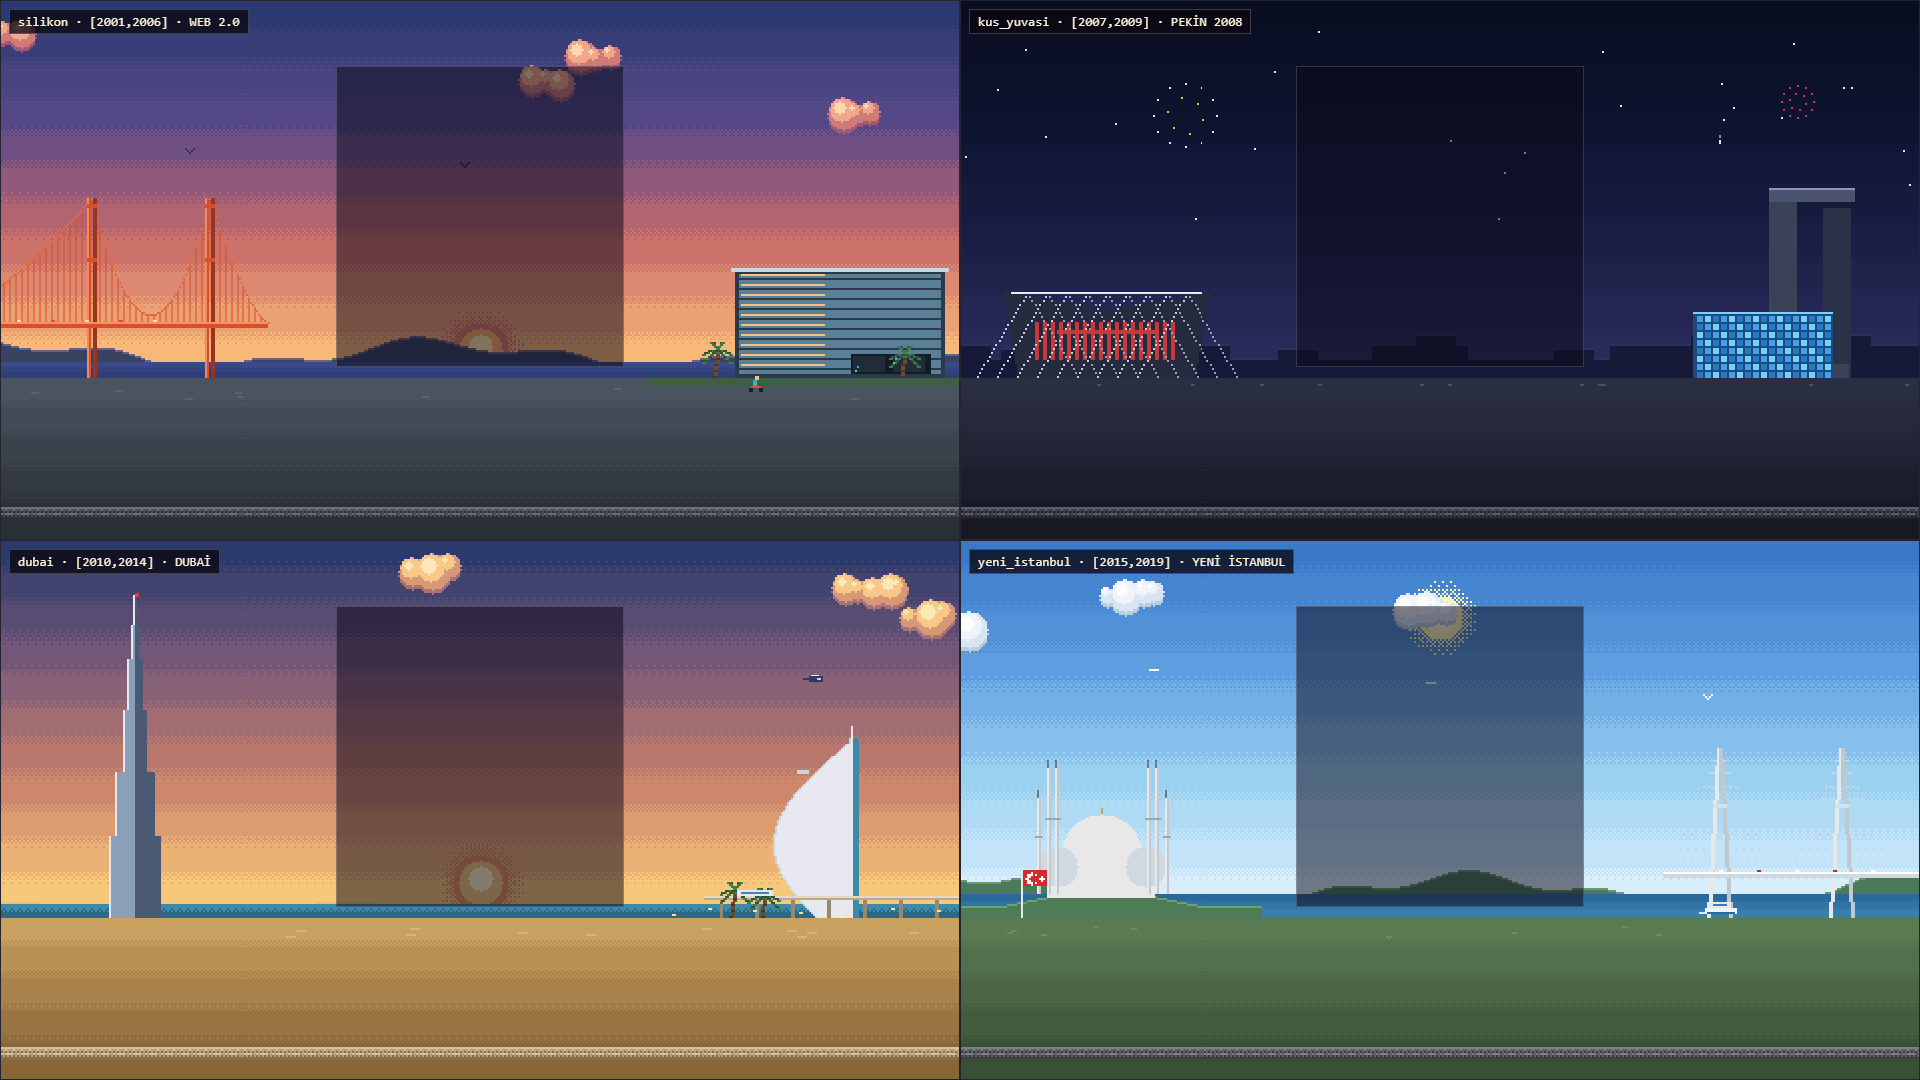 silikon · [2001,2006] · WEB 2.0
kus_yuvasi · [2007,2009] · PEKİN 2008
dubai · [2010,2014] · DUBAİ
yeni_istanbul · [2015,2019] · YENİ İSTANBUL